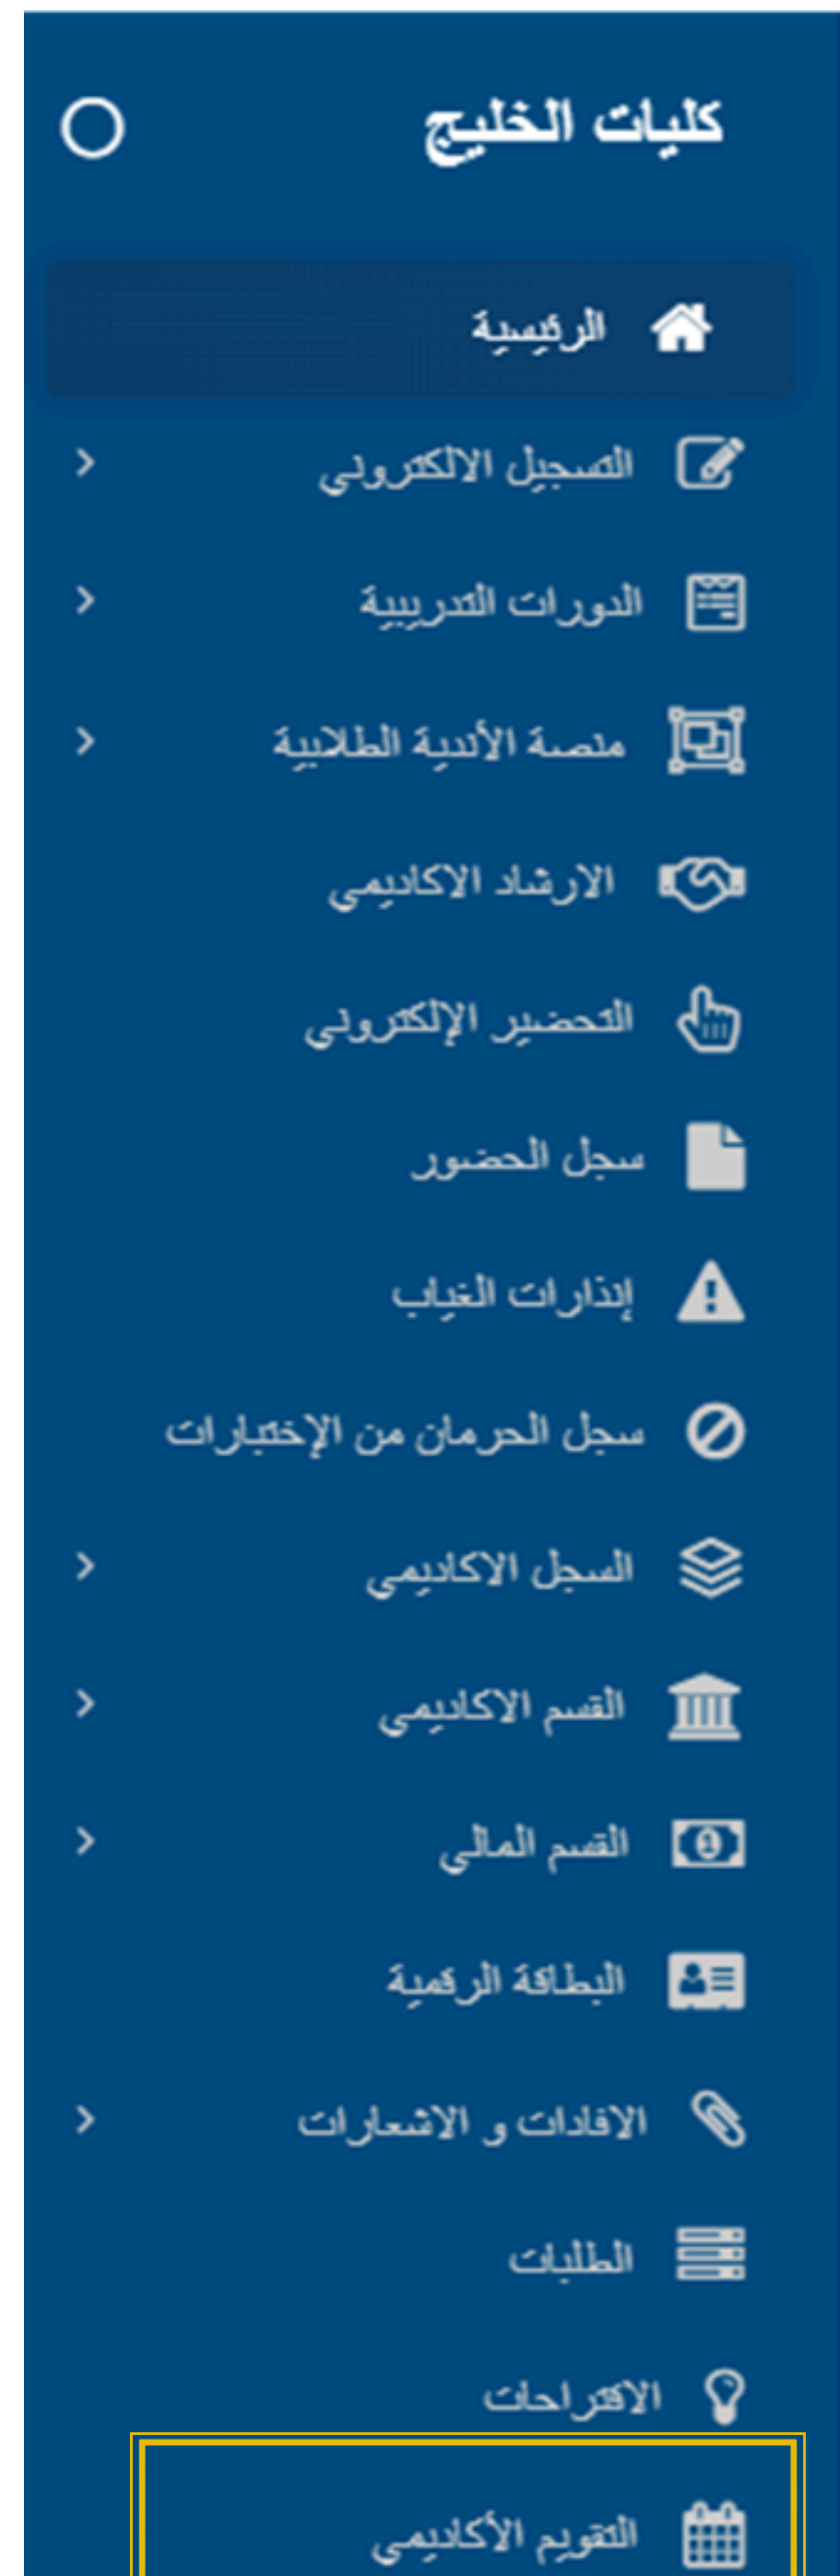 كليات الخليج
الرئيسية
التسجيل الالكتروني
الدورات التدريبية
منصة الأندية الطلابية
الارشاد الاكاديمي
التحضير الإلكتروني
سجل الحضور
إنذارات الغياب
سجل الحرمان من الإختبارات
السجل الاكاديمي
القسم الاكاديمي
القسم المالي
البطاقة الرقمية
الافادات و الاشعارات
الطلبات
الاقتراحات
التقويم الأكاديمي